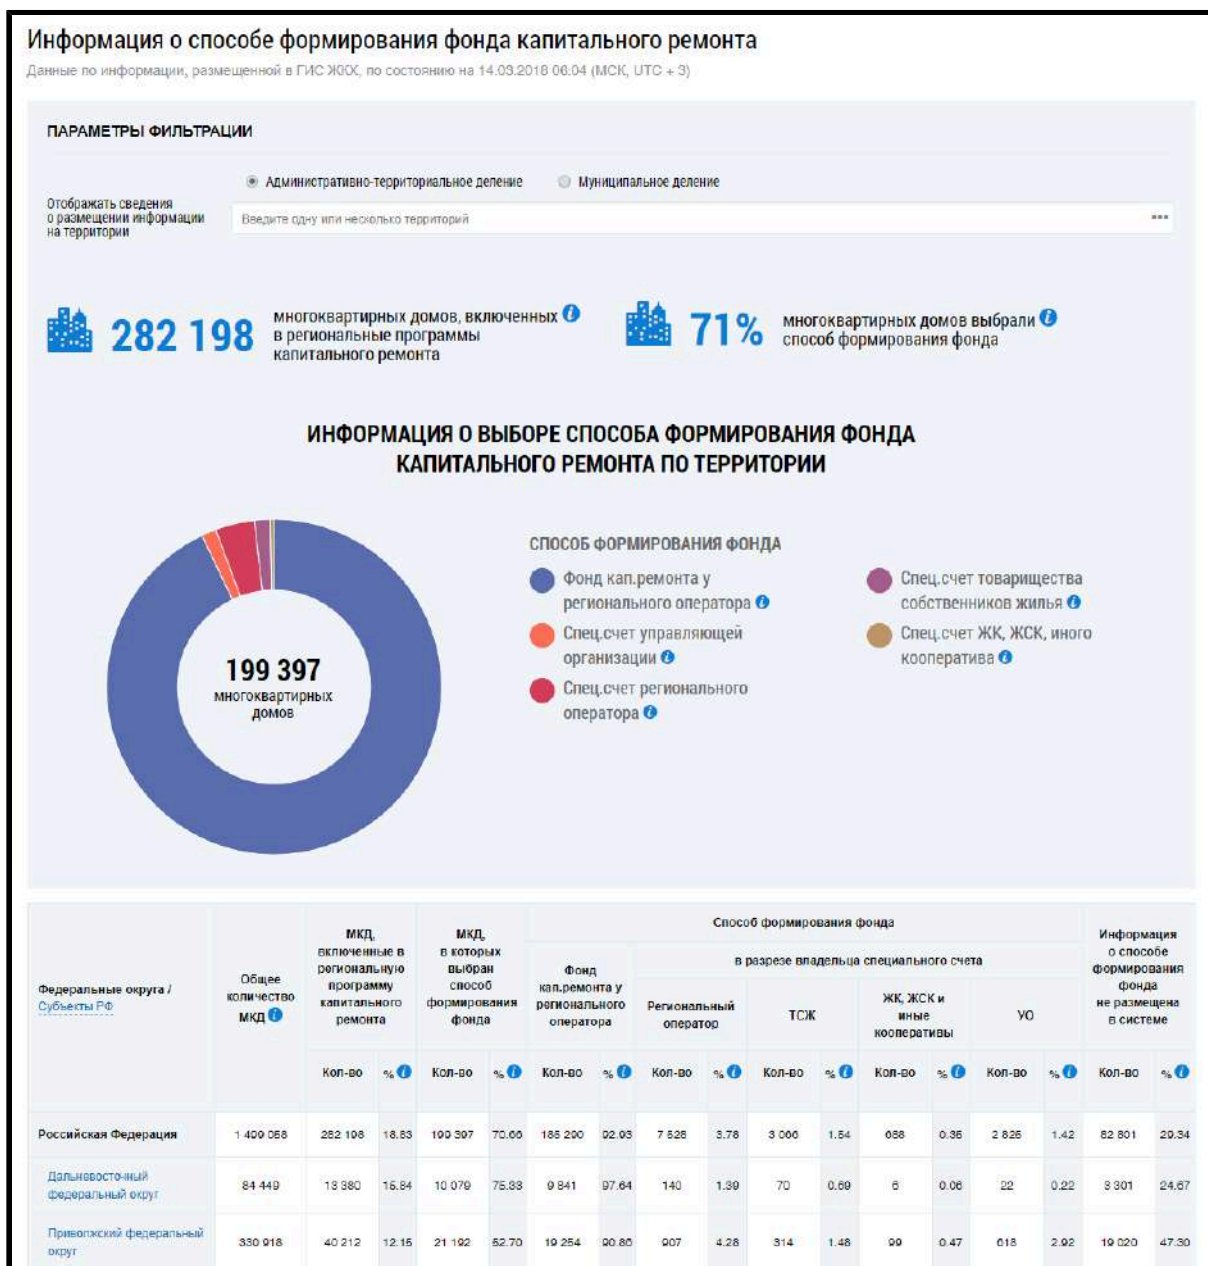 Информация о способе формирования фонда капитального ремонта
Данные по информации, размещенной в ГИС ЖКХ, по состоянию на 14.03.2018 06:04 (МСК, UTC + 3)
ПАРАМЕТРЫ ФИЛЬТРАЦИИ
Административно-территориальное деление Муниципальное деление
Отображать сведения
о размещении информации
на территории
Введите одну или несколько территорий
282 198
многоквартирных домов, включенных
в региональные программы
капитального ремонта
71%
многоквартирных домов выбрали
способ формирования фонда
ИНФОРМАЦИЯ О ВЫБОРЕ СПОСОБА ФОРМИРОВАНИЯ ФОНДА
КАПИТАЛЬНОГО РЕМОНТА ПО ТЕРРИТОРИИ
199 397
многоквартирных
домов
СПОСОБ ФОРМИРОВАНИЯ ФОНДА
Фонд кап.ремонта у
регионального оператора
Спец.счет управляющей
организации
Спец.счет регионального
оператора
Спец.счет товарищества
собственников жилья
Спец.счет ЖК, ЖСК, иного
кооператива
Федеральные округа /
Субъекты РФ
Общее
количество
МКД
МКД,
включенные в
региональную
программу
капитального
ремонта
МКД,
в которых
выбран
способ
формирования
фонда
Способ формирования фонда
Фонд
кап.ремонта у
регионального
оператора
в разрезе владельца специального счета
Региональный
оператор
ТСЖ
ЖК, ЖСК и
иные
кооперативы
УО
Информация
о способе
формирования
фонда
не размещена
в системе
Кол-во % Кол-во % Кол-во % Кол-во % Кол-во % Кол-во % Кол-во % Кол-во %
Российская Федерация 1 499 058 282 198 18.83 199 397 70.66 185 290 92.93 7 528 3.78 3 066 1.54 688 0.35 2 825 1.42 82 801 29.34
Дальневосточный
федеральный округ
84 449 13 380 15.84 10 079 75.33 9 841 97.64 140 1.39 70 0.69 6 0.06 22 0.22 3 301 24.67
Приволжский федеральный
округ
330 918 40 212 12.15 21 192 52.70 19 254 90.86 907 4.28 314 1.48 99 0.47 618 2.92 19 020 47.30